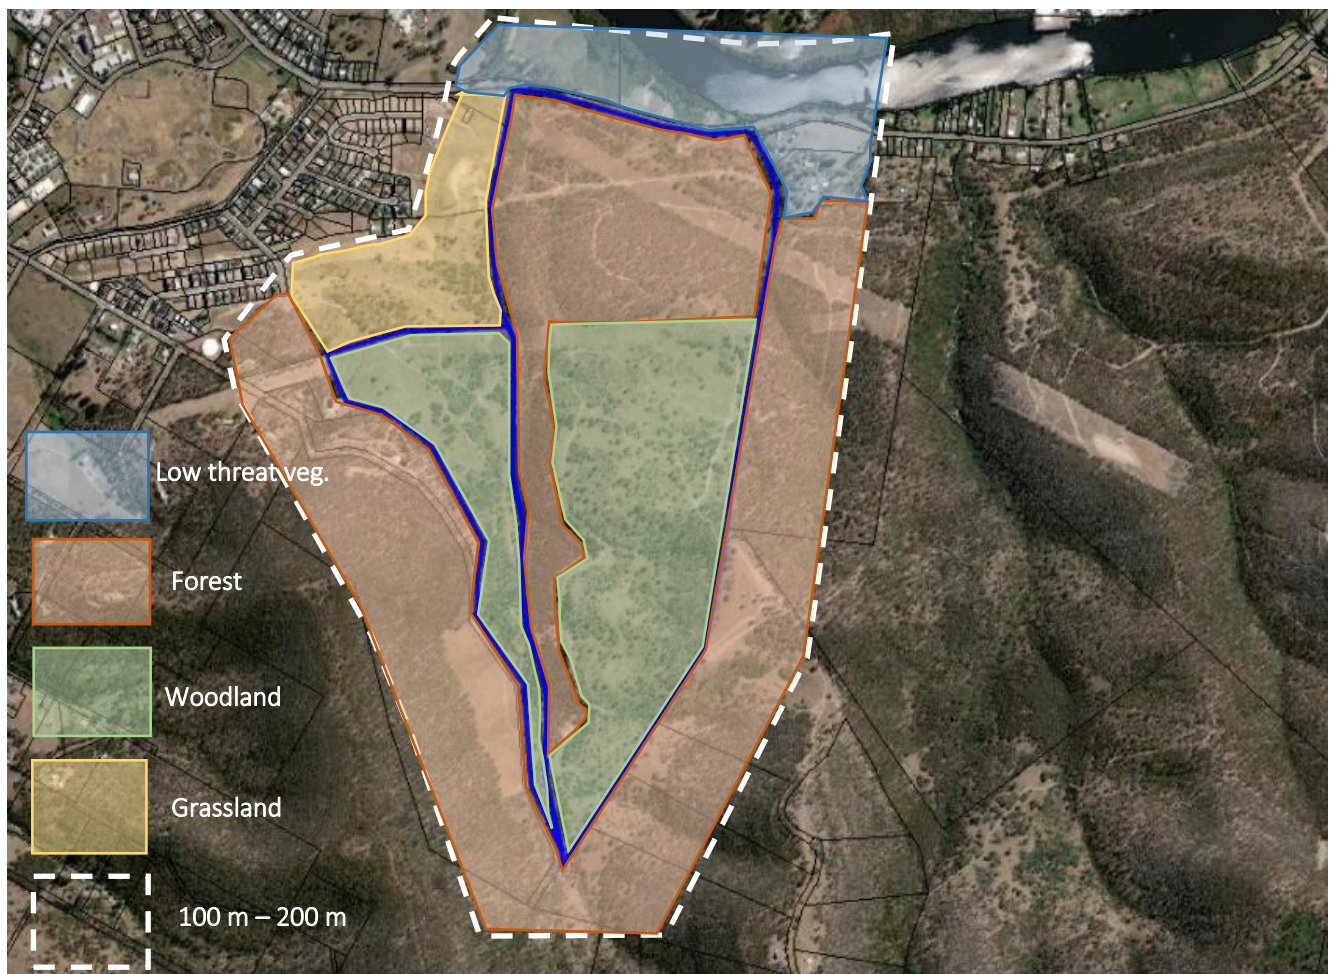 Low threat veg.
Forest
Woodland
Grassland
100 m – 200 m